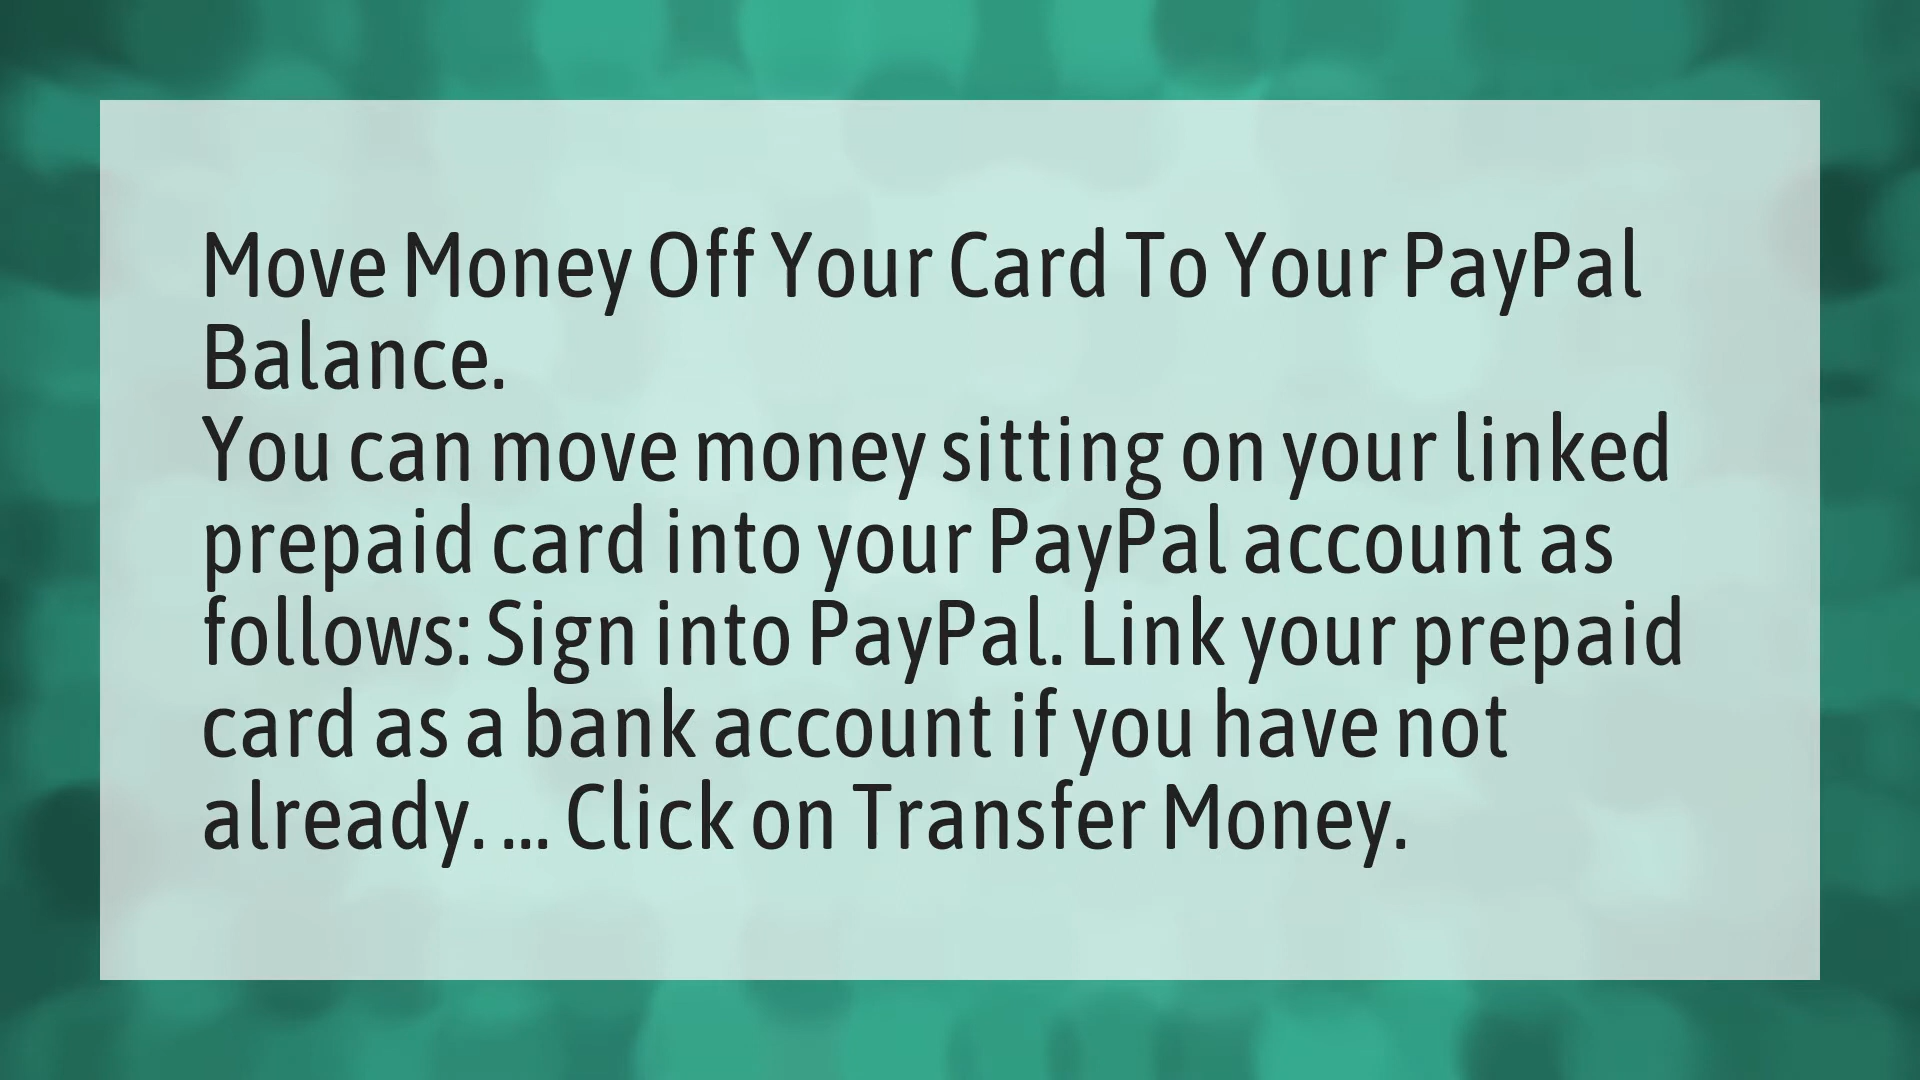 Move Money Off Your Card To Your PayPal
Balance.
You can move money sitting on your linked
prepaid card into your PayPal account as
follows: Sign into PayPal. Link your prepaid
card as a bank account if you have not
already. ... Click on Transfer Money.